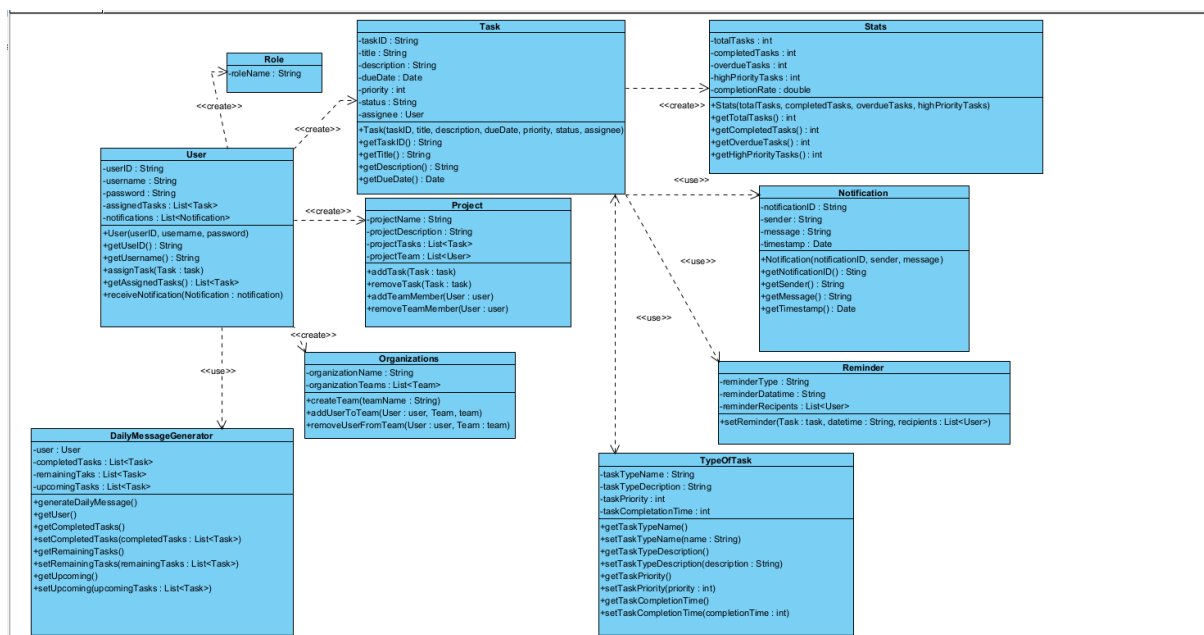 Role
-roleName : String
<<create>>
User
-userID : String
-username : String
-password : String
-assignedTasks : List<Task>
-notifications : List<Notification>
+User(userID, username, password)
+getUseID() : String
+getUsername() : String
+assignTask(Task : task)
+getAssignedTasks() : List<Task>
+receiveNotification(Notification : notification)
<<create>>
Task
-taskID : String
-title : String
-description : String
-dueDate : Date
-priority : int
-status : String
-assignee : User
+Task(taskID, title, description, dueDate, priority, status, assignee)
+getTaskID() : String
+getTitle() : String
+getDescription() : String
+getDueDate() : Date
<<create>>
Stats
-totalTasks : int
-completedTasks : int
-overdueTasks : int
-highPriorityTasks : int
-completionRate : double
+Stats(totalTasks, completedTasks, overdueTasks, highPriorityTasks)
+getTotalTasks() : int
+getCompletedTasks() : int
+getOverdueTasks() : int
+getHighPriorityTasks() : int
<<use>>
Notification
-notificationID : String
-sender : String
-message : String
-timestamp : Date
+Notification(notificationID, sender, message)
+getNotificationID() : Sting
+getSender() : String
+getMessage() : String
+getTimestamp() : Date
<<create>>
Project
-projectName : String
-projectDescription : String
-projectTasks : List<Task>
-projectTeam : List<User>
+addTask(Task : task)
+removeTask(Task : task)
+addTeamMember(User : user)
+removeTeamMember(User : user)
<<use>>
<<use>>
<<create>>
Organizations
-organizationName : String
-organizationTeams : List<Team>
+createTeam(teamName : String)
+addUserToTeam(User : user, Team, team)
+removeUserFromTeam(User : user, Team : team)
Reminder
-reminderType : String
-reminderDatatime : String
-reminderRecipents : List<User>
+setReminder(Task : task, datetime : String, recipients : List<User>)
<<use>>
DailyMessageGenerator
-user : User
-completedTasks : List<Task>
-remainingTaks : List<Task>
-upcomingTasks : List<Task>
+generateDailyMessage()
+getUser()
+getCompletedTasks()
+setCompletedTasks(completedTasks : List<Task>)
+getRemainingTasks()
+setRemainingTasks(remainingTasks : List<Task>)
+getUpcoming()
+setUpcoming(upcomingTasks : List<Task>)
TypeOfTask
-taskTypeName : String
-taskTypeDecription : String
-taskPriority : int
-taskCompletationTime : int
+getTaskTypeName()
+setTaskTypeName(name : String)
+getTaskTypeDescription()
+setTaskTypeDescription(description : String)
+getTaskPriority()
+setTaskPriority(priority : int)
+getTaskCompletionTime()
+setTaskCompletionTime(completionTime : int)